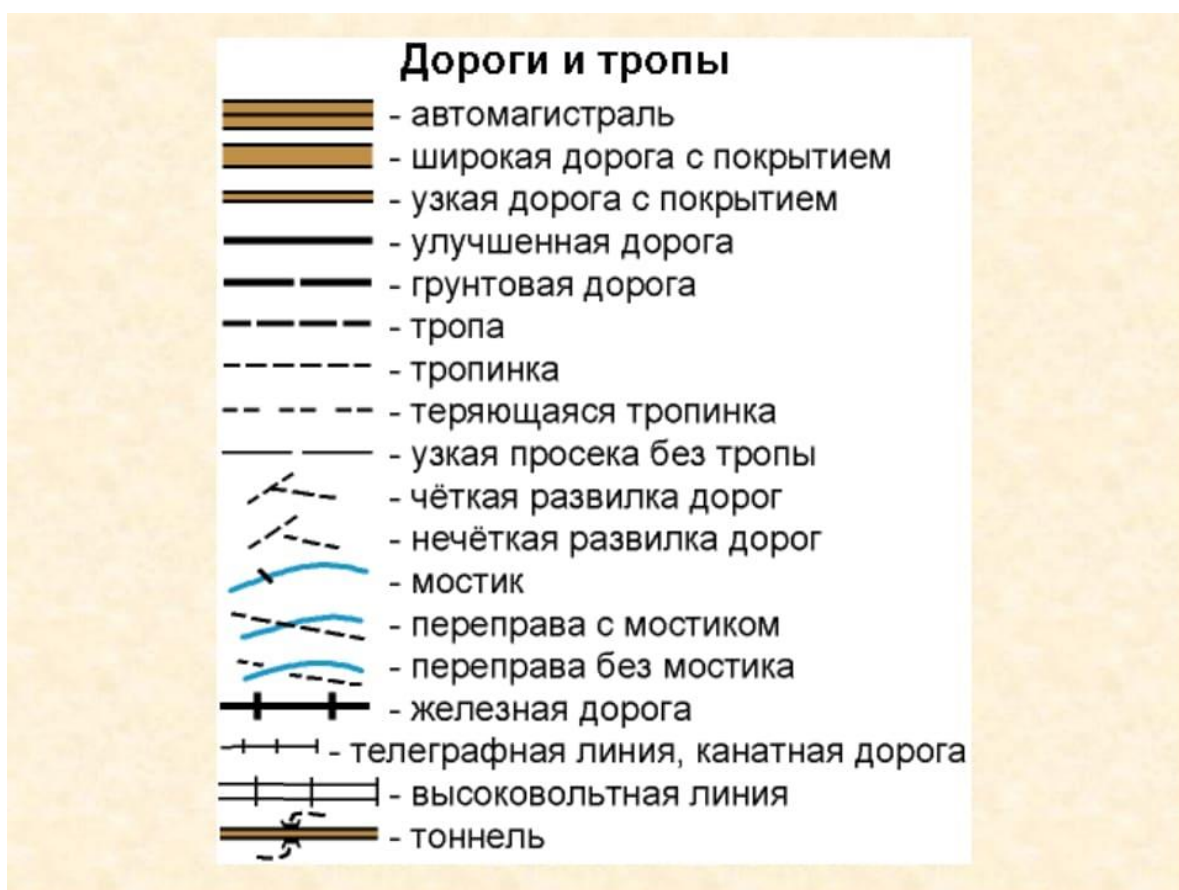 Дороги и тропы
- автомагистраль
- широкая дорога с покрытием
- узкая дорога с покрытием
- улучшенная дорога
- грунтовая дорога
- тропа
- тропинка
- теряющаяся тропинка
- узкая просека без тропы
- чёткая развилка дорог
- нечёткая развилка дорог
- мостик
- переправа с мостиком
- переправа без мостика
- железная дорога
- телеграфная линия, канатная дорога
- высоковольтная линия
- тоннель